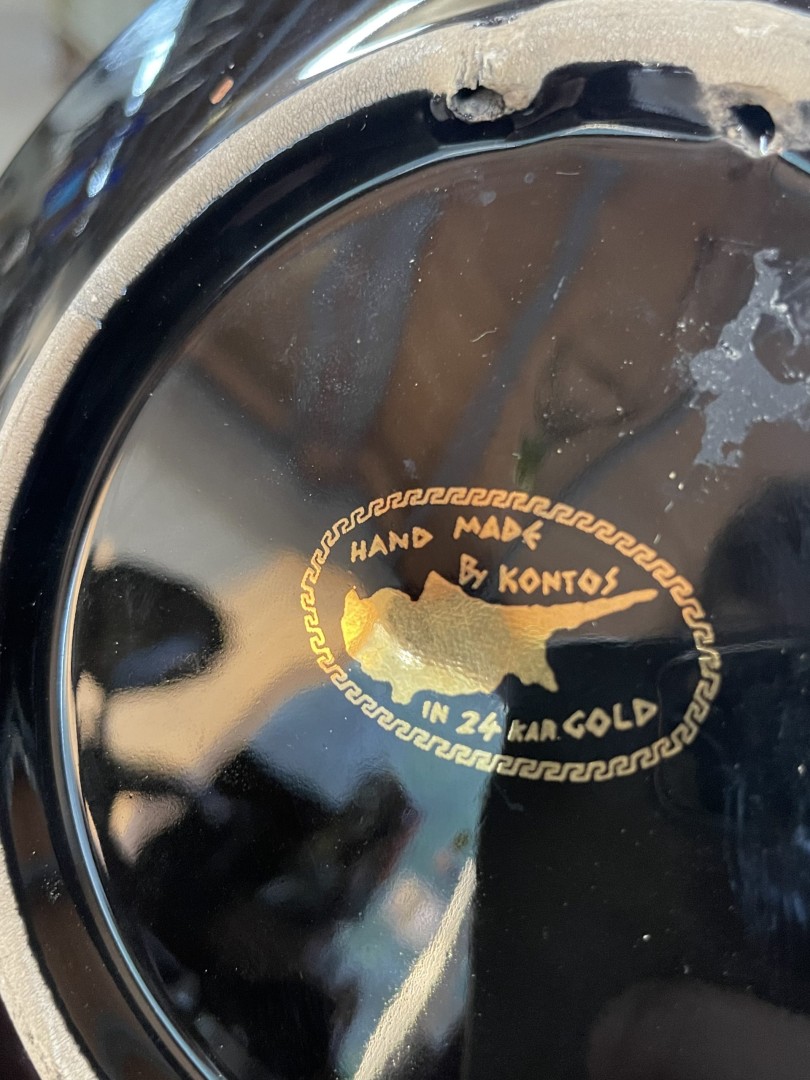 HAND MADE
By KONTOS
IN 24 KAR. GOLD